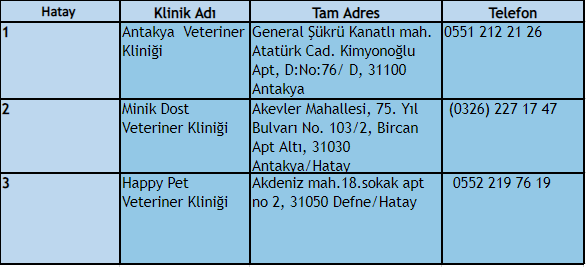 Hatay Klinik Adı Tam Adres Telefon
1 Antakya Veteriner General Şükrü Kanatlı mah. 0551 212 21 26
Kliniği Atatürk Cad. Kimyonoğlu
Apt, D:No:76/ D, 31100
Antakya
2 Minik Dost Akevler Mahallesi, 75. Yıl (0326) 227 17 47
Veteriner Kliniği Bulvarı No. 103/2, Bircan
Apt Altı, 31030
Antakya/Hatay
3 Happy Pet Akdeniz mah.18.sokak apt 0552 219 76 19
Veteriner Kliniği no 2, 31050 Defne/Hatay